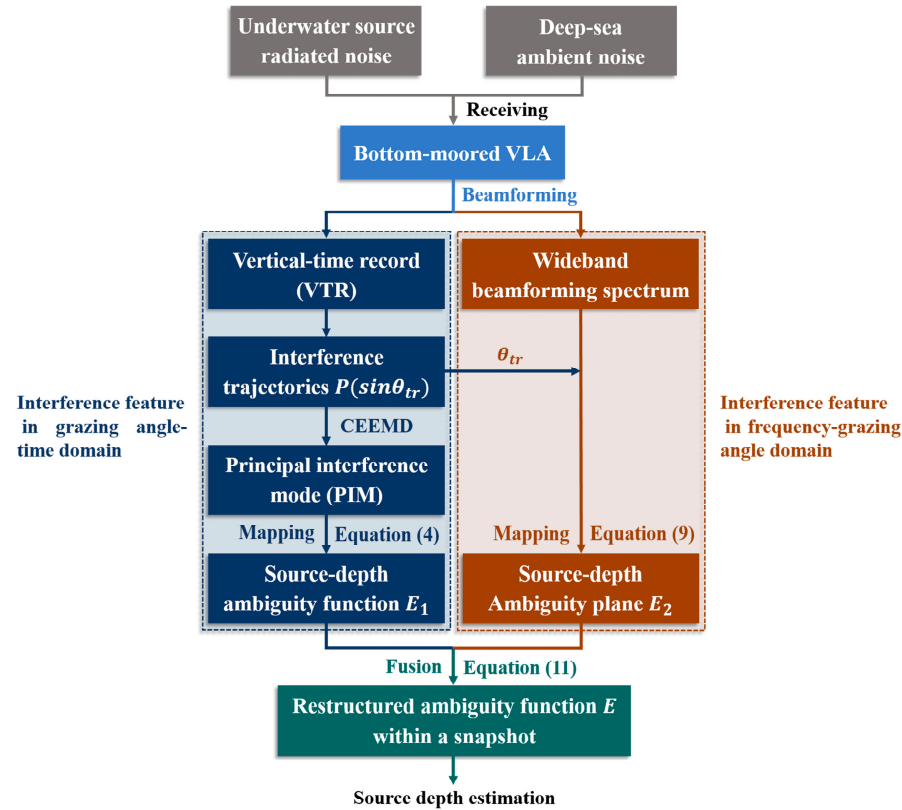 Underwater source
radiated noise
Deep-sea
ambient noise
Receiving
Bottom-moored VLA
Beamforming
Vertical-time record
(VTR)
Wideband
beamforming spectrum
Interference
trajectories P(sinθ_tr)
θ_tr
Interference feature
in grazing angle-
time domain
Interference feature
in frequency-grazing
angle domain
CEEMD
Principal interference
mode (PIM)
Mapping Equation (4)
Mapping Equation (9)
Source-depth
ambiguity function E₁
Source-depth
Ambiguity plane E₂
Fusion Equation (11)
Restructured ambiguity function E
within a snapshot
Source depth estimation